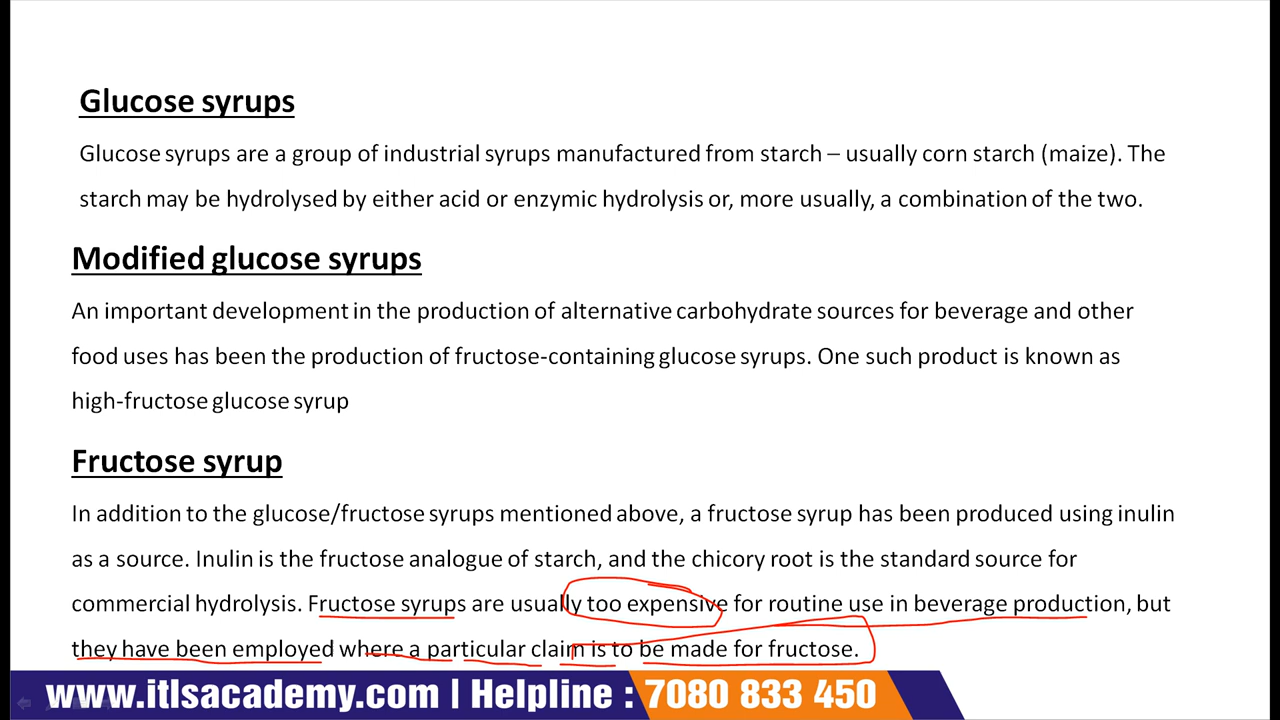 Glucose syrups
Glucose syrups are a group of industrial syrups manufactured from starch – usually corn starch (maize). The
starch may be hydrolysed by either acid or enzymic hydrolysis or, more usually, a combination of the two.
Modified glucose syrups
An important development in the production of alternative carbohydrate sources for beverage and other
food uses has been the production of fructose-containing glucose syrups. One such product is known as
high-fructose glucose syrup
Fructose syrup
In addition to the glucose/fructose syrups mentioned above, a fructose syrup has been produced using inulin
as a source. Inulin is the fructose analogue of starch, and the chicory root is the standard source for
commercial hydrolysis. Fructose syrups are usually too expensive for routine use in beverage production, but
they have been employed where a particular claim is to be made for fructose.
www.itlsacademy.com | Helpline : 7080 833 450